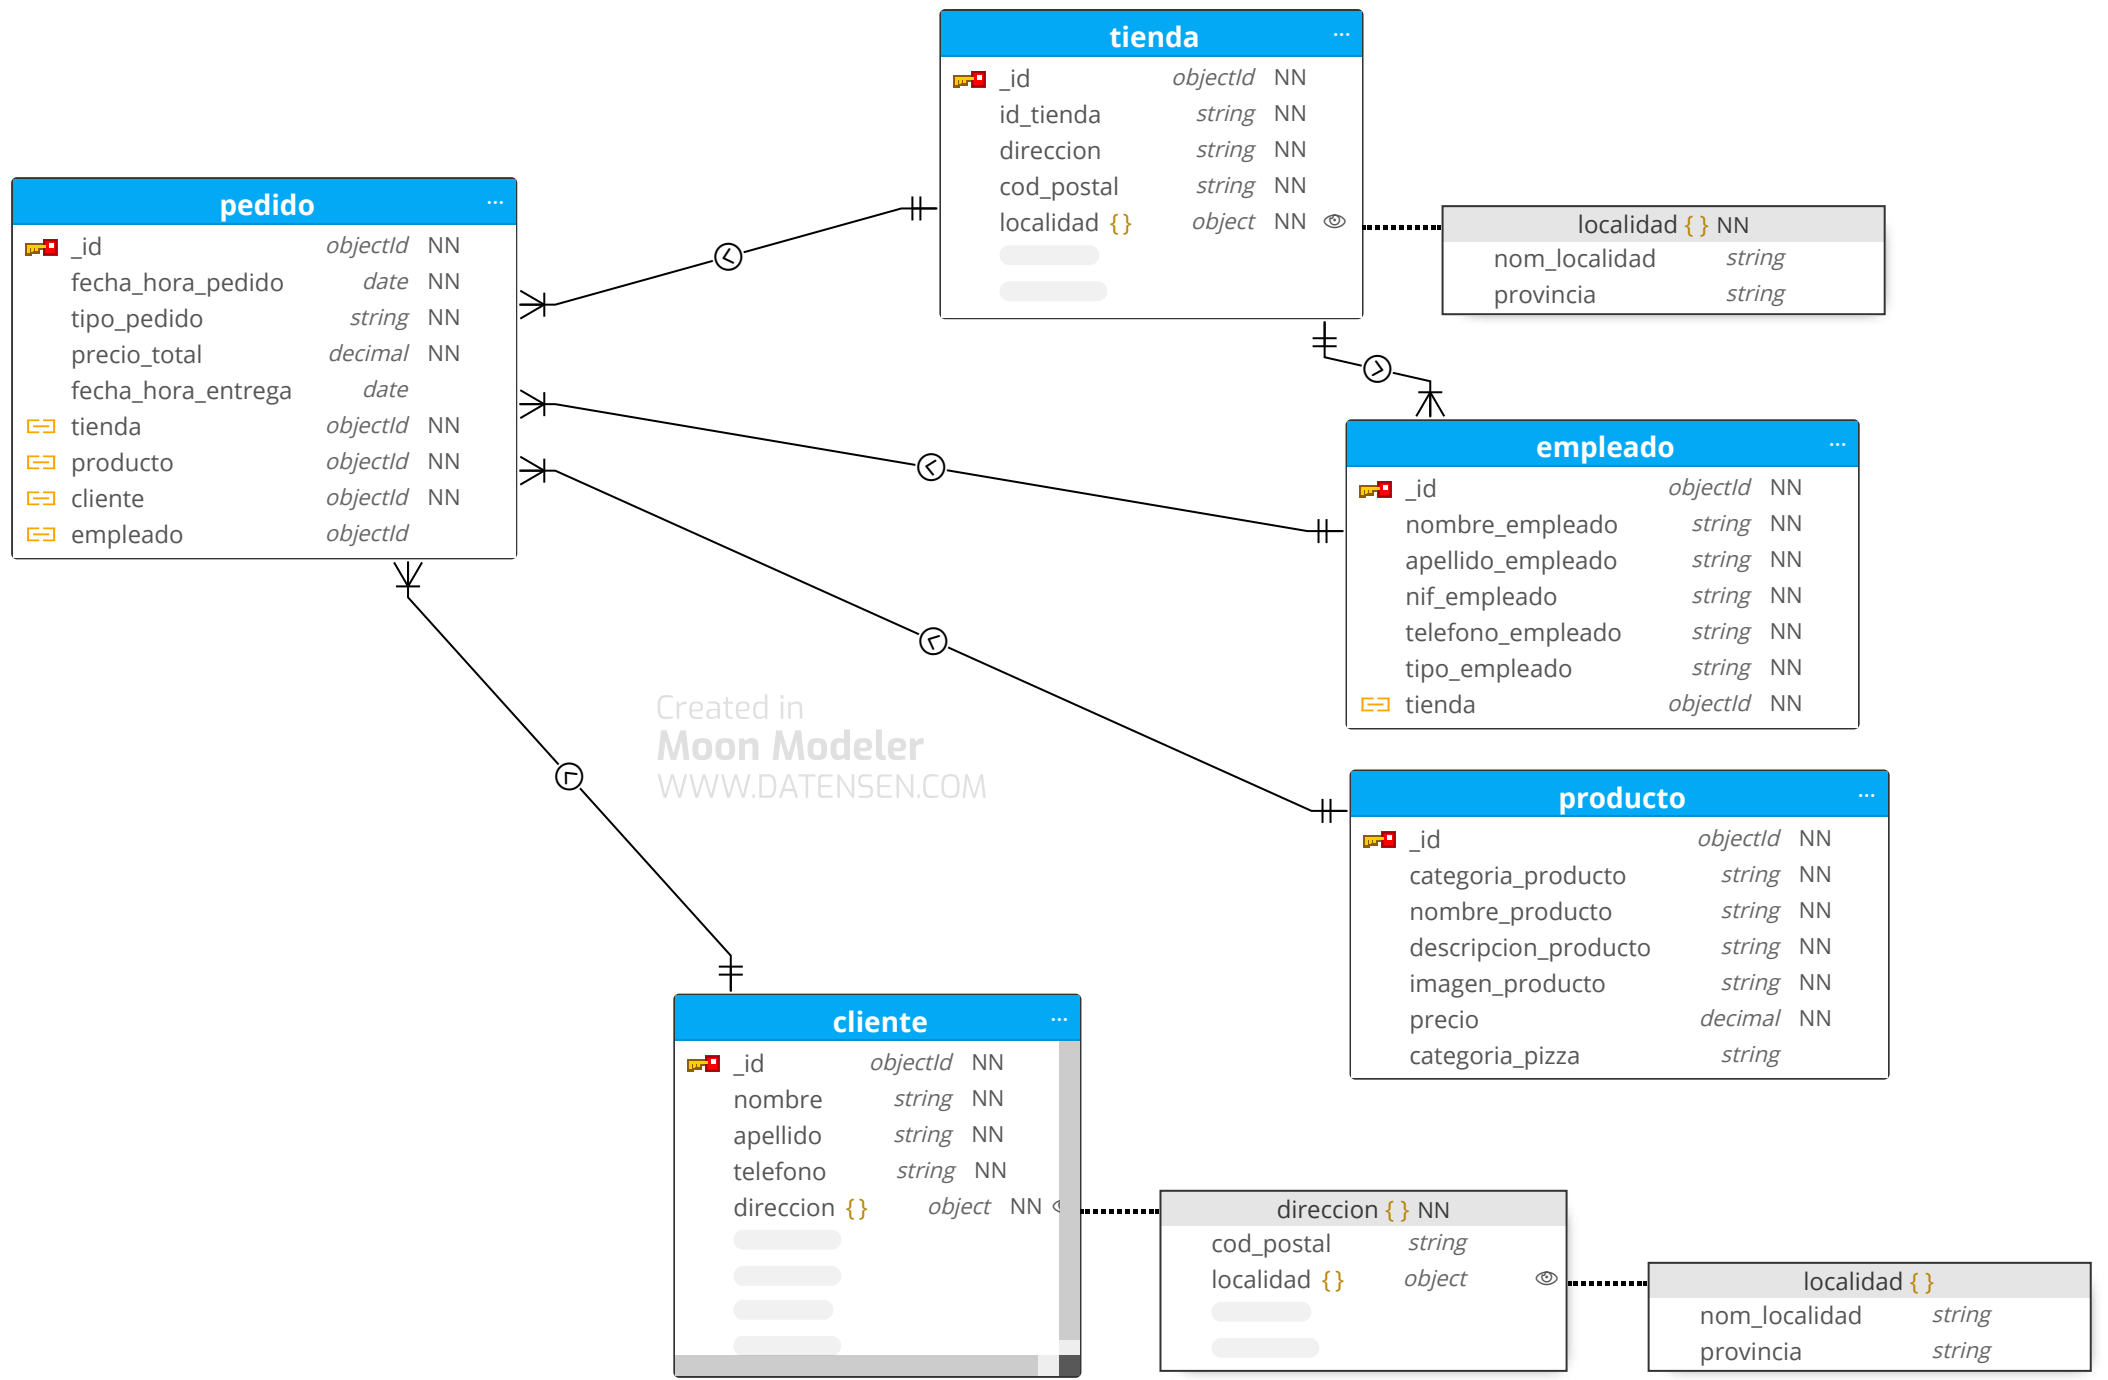 tienda ...
_id objectId NN
id_tienda string NN
direccion string NN
cod_postal string NN
localidad {} object NN
localidad {} NN
nom_localidad string
provincia string
pedido ...
_id objectId NN
fecha_hora_pedido date NN
tipo_pedido string NN
precio_total decimal NN
fecha_hora_entrega date
tienda objectId NN
producto objectId NN
cliente objectId NN
empleado objectId
empleado ...
_id objectId NN
nombre_empleado string NN
apellido_empleado string NN
nif_empleado string NN
telefono_empleado string NN
tipo_empleado string NN
tienda objectId NN
Created in
Moon Modeler
WWW.DATENSEN.COM
producto ...
_id objectId NN
categoria_producto string NN
nombre_producto string NN
descripcion_producto string NN
imagen_producto string NN
precio decimal NN
categoria_pizza string
cliente ...
_id objectId NN
nombre string NN
apellido string NN
telefono string NN
direccion {} object NN
direccion {} NN
cod_postal string
localidad {} object
localidad {}
nom_localidad string
provincia string